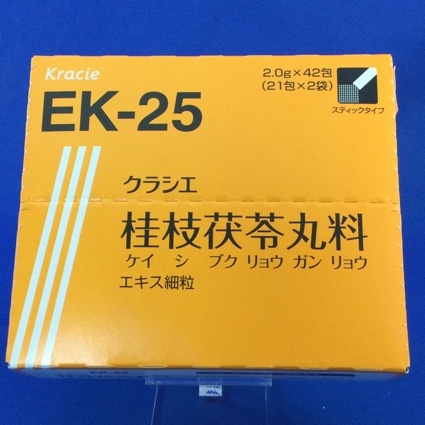 Kracie
2.0g×42包
(21包×2袋)
スティックタイプ
EK-25
クラシエ
桂枝茯苓丸料
ケイ シ ブク リョウ ガン リョウ
エキス細粒
EK-25